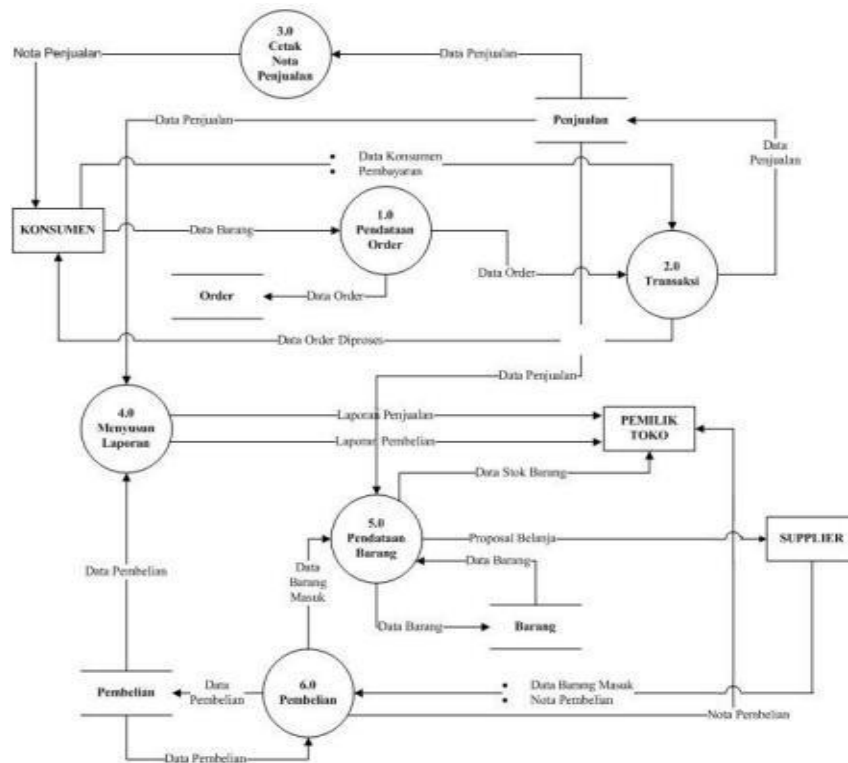 3.0
Cetak
Nota
Penjualan
Nota Penjualan
Data Penjualan
Data Penjualan
Penjualan
Data
Penjualan
• Data Konsumen
• Pembayaran
KONSUMEN
Data Barang
1.0
Pendataan
Order
Data Order
2.0
Transaksi
Order
Data Order
Data Order Diproses
Data Penjualan
4.0
Menyusun
Laporan
Laporan Penjualan
Laporan Pembelian
PEMILIK
TOKO
Data Stok Barang
5.0
Pendataan
Barang
Proposal Belanja
SUPPLIER
Data Barang
Data
Barang
Masuk
Data Pembelian
Data Barang
Barang
Pembelian
Data
Pembelian
6.0
Pembelian
• Data Barang Masuk
• Nota Pembelian
Nota Pembelian
Data Pembelian